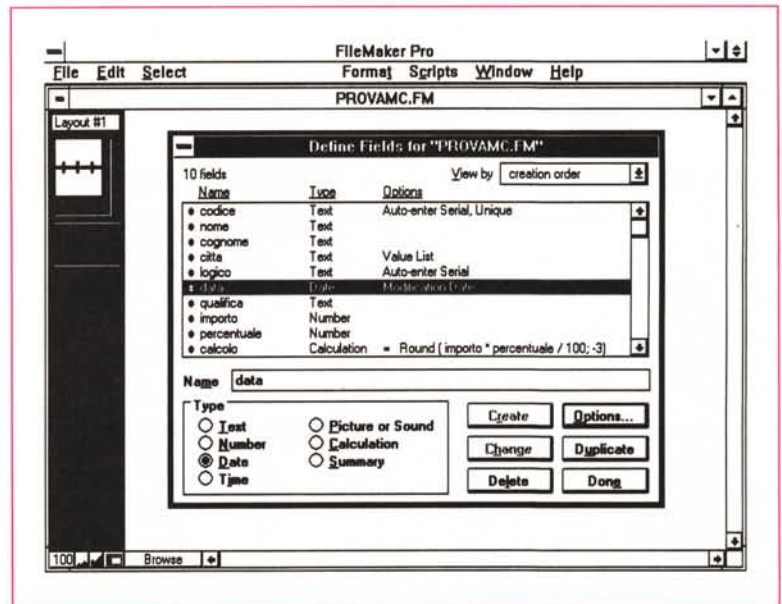 FileMaker Pro
File Edit Select Format Scripts Window Help
PROVAMC.FM
Layout #1
Define Fields for "PROVAMC.FM"
10 fields View by creation order
Name Type Options
codice Text Auto-enter Serial, Unique
nome Text
cognome Text
citta Text Value List
logico Text Auto-enter Serial
data Date Modification Date
qualifica Text
importo Number
percentuale Number
calcolo Calculation = Round ( importo * percentuale / 100; -3)
Name data
Type
Text Picture or Sound
Number Calculation
Date Summary
Time
Create Options...
Change Duplicate
Delete Done
100 Browse